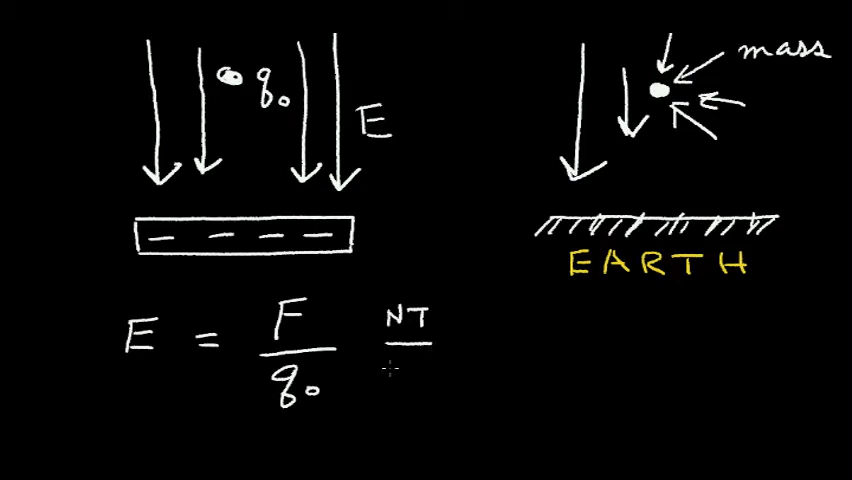 mass
q₀
E
EARTH
E = F / q₀ NT